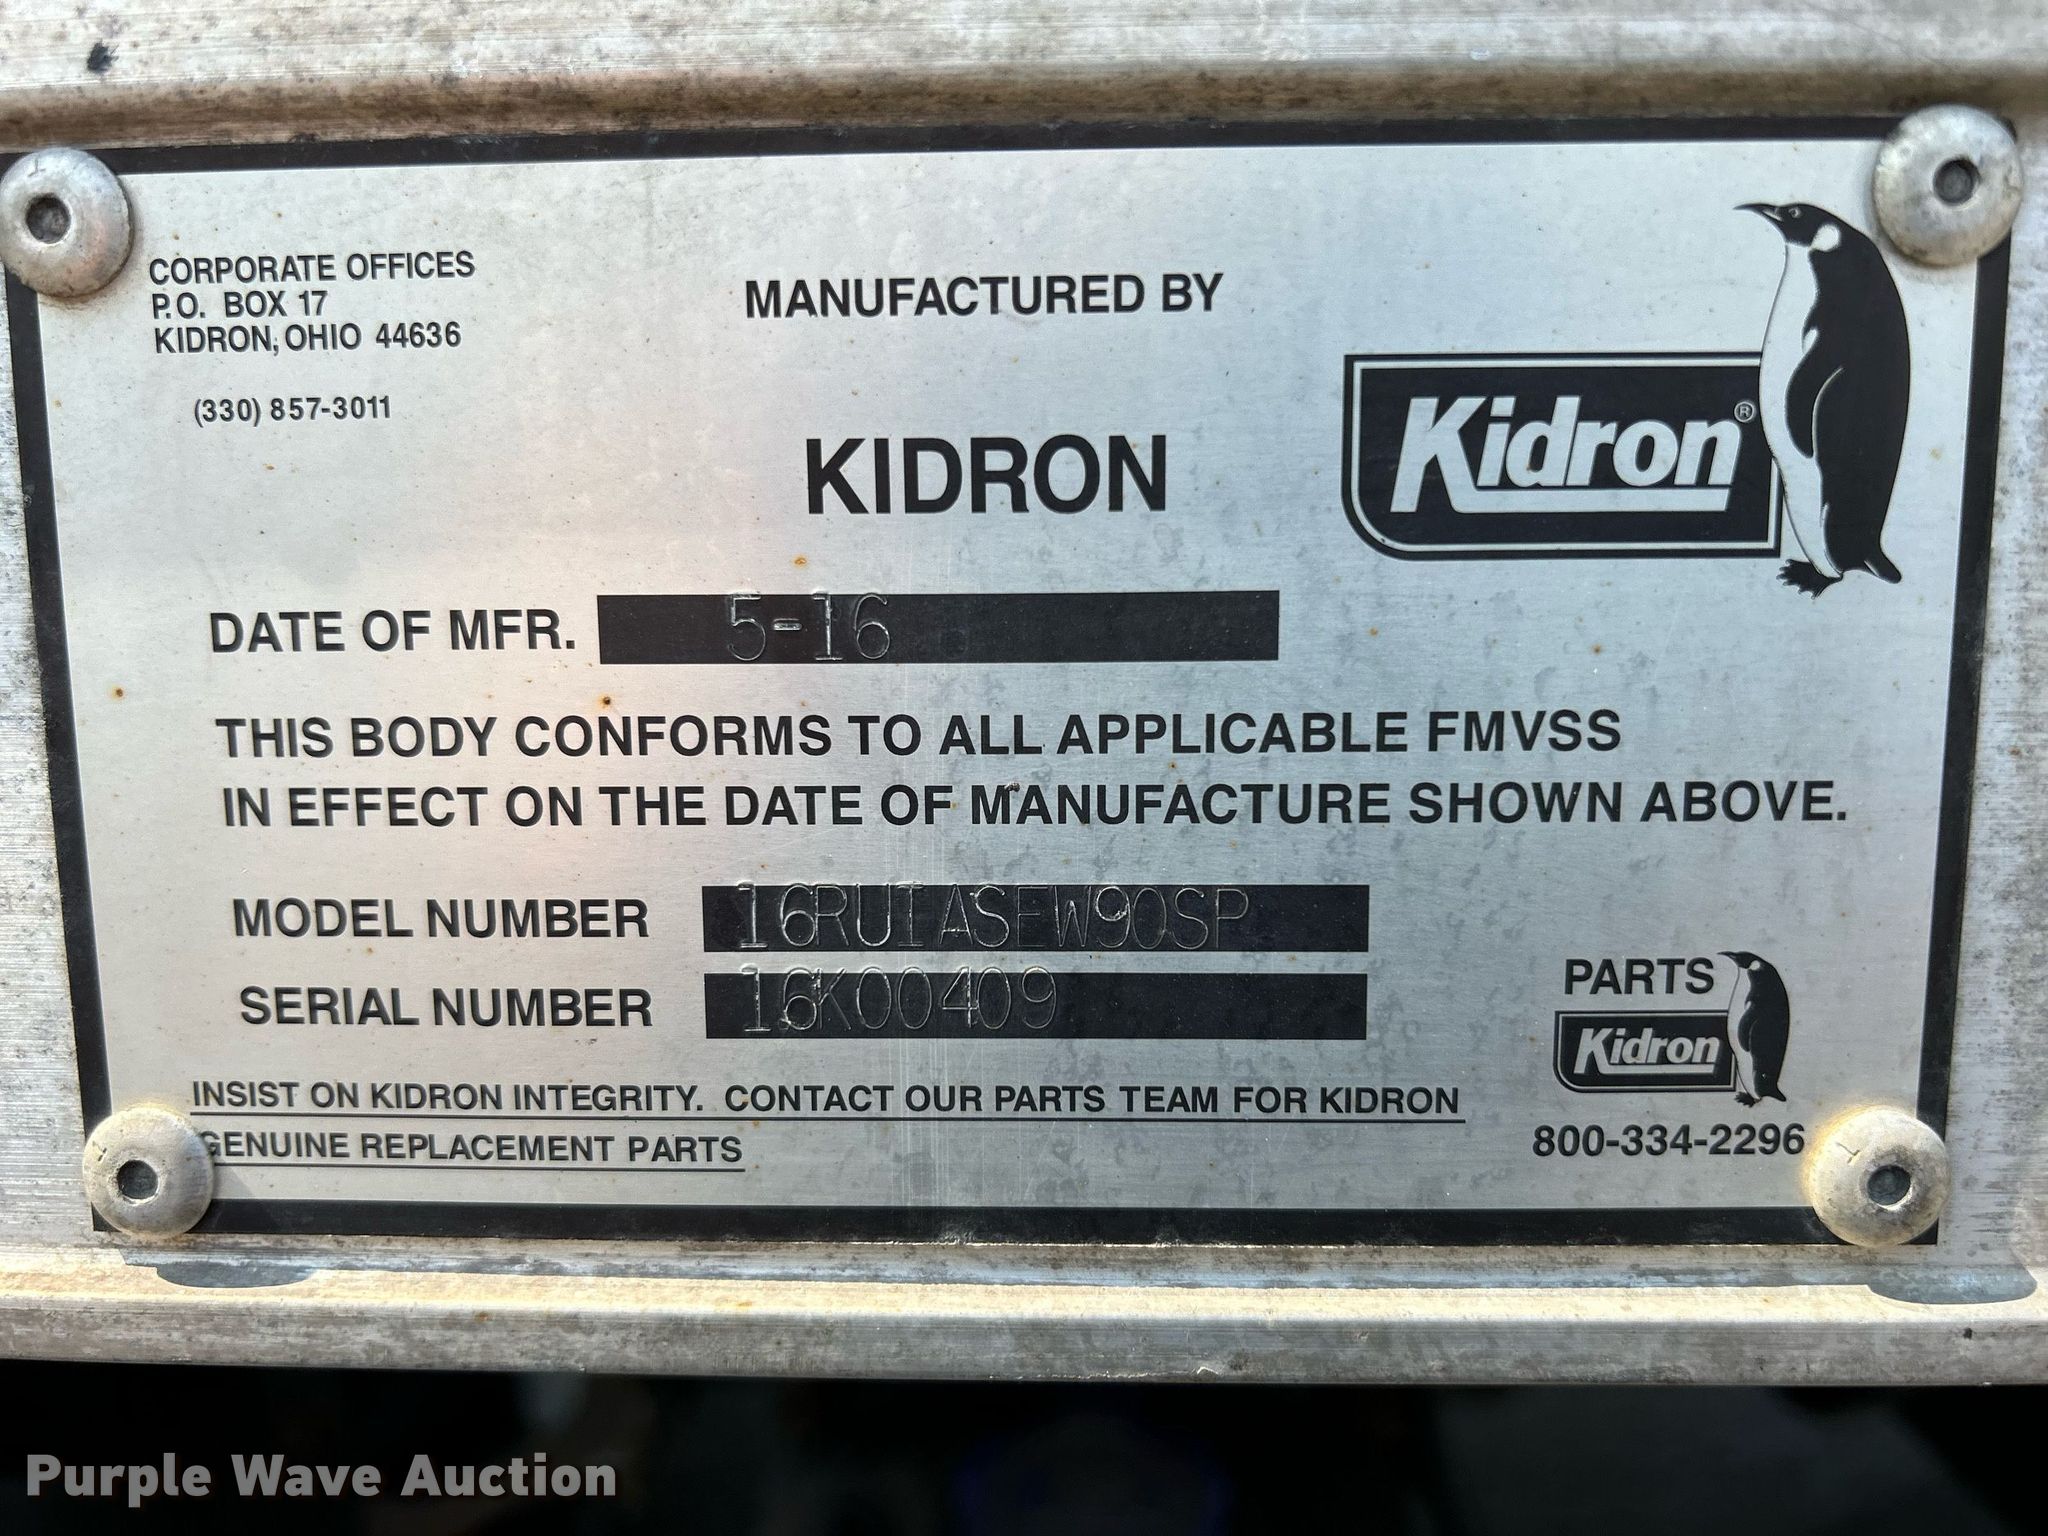 CORPORATE OFFICES
P.O. BOX 17
KIDRON, OHIO 44636
(330) 857-3011
MANUFACTURED BY
KIDRON
Kidron®
DATE OF MFR. 5-16
THIS BODY CONFORMS TO ALL APPLICABLE FMVSS
IN EFFECT ON THE DATE OF MANUFACTURE SHOWN ABOVE.
MODEL NUMBER 16RUIASEW90SP
SERIAL NUMBER 16K00409
INSIST ON KIDRON INTEGRITY. CONTACT OUR PARTS TEAM FOR KIDRON
GENUINE REPLACEMENT PARTS
PARTS
Kidron
800-334-2296
Purple Wave Auction